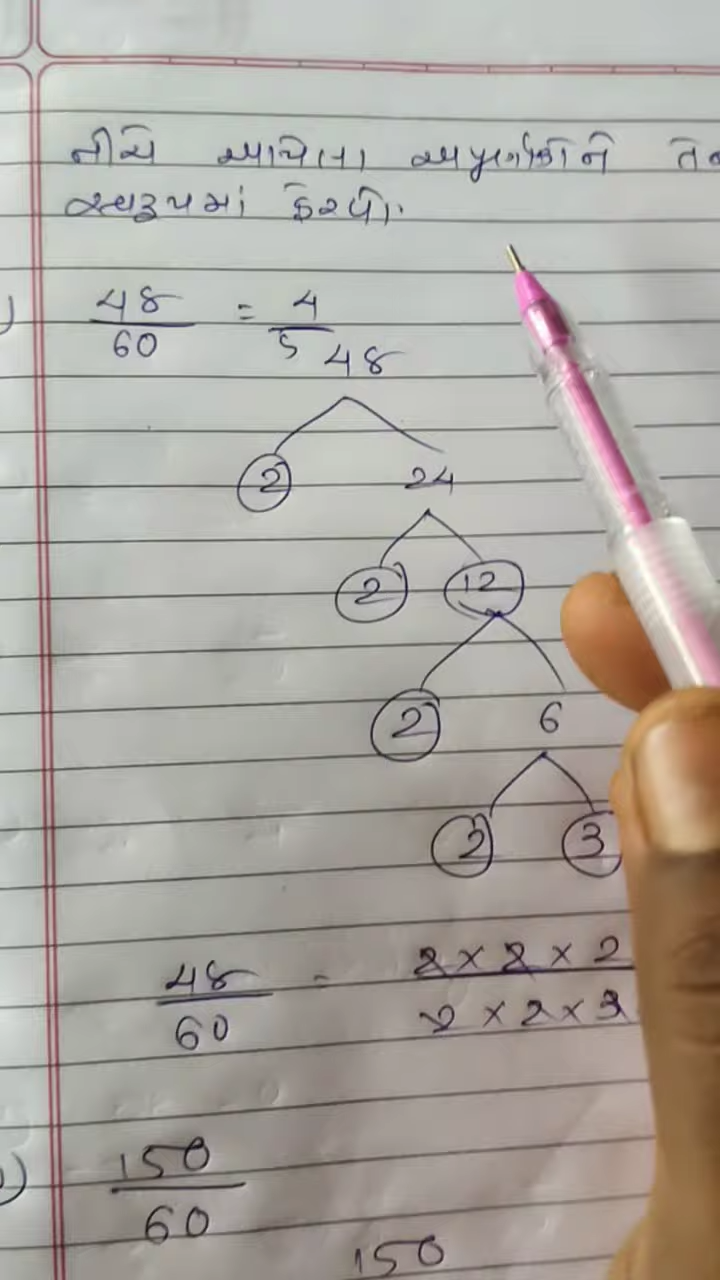 નીચે આપેલા અપૂર્ણાંકોને
સ્વરૂપમાં ફેરવો.
48/60 = 4/5
48
2 24
2 12
2 6
2 3
48/60 = 2 × 2 × 2 / 2 × 2 × 3
150/60
150